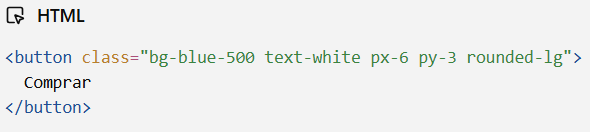 HTML
<button class="bg-blue-500 text-white px-6 py-3 rounded-lg">
  Comprar
</button>